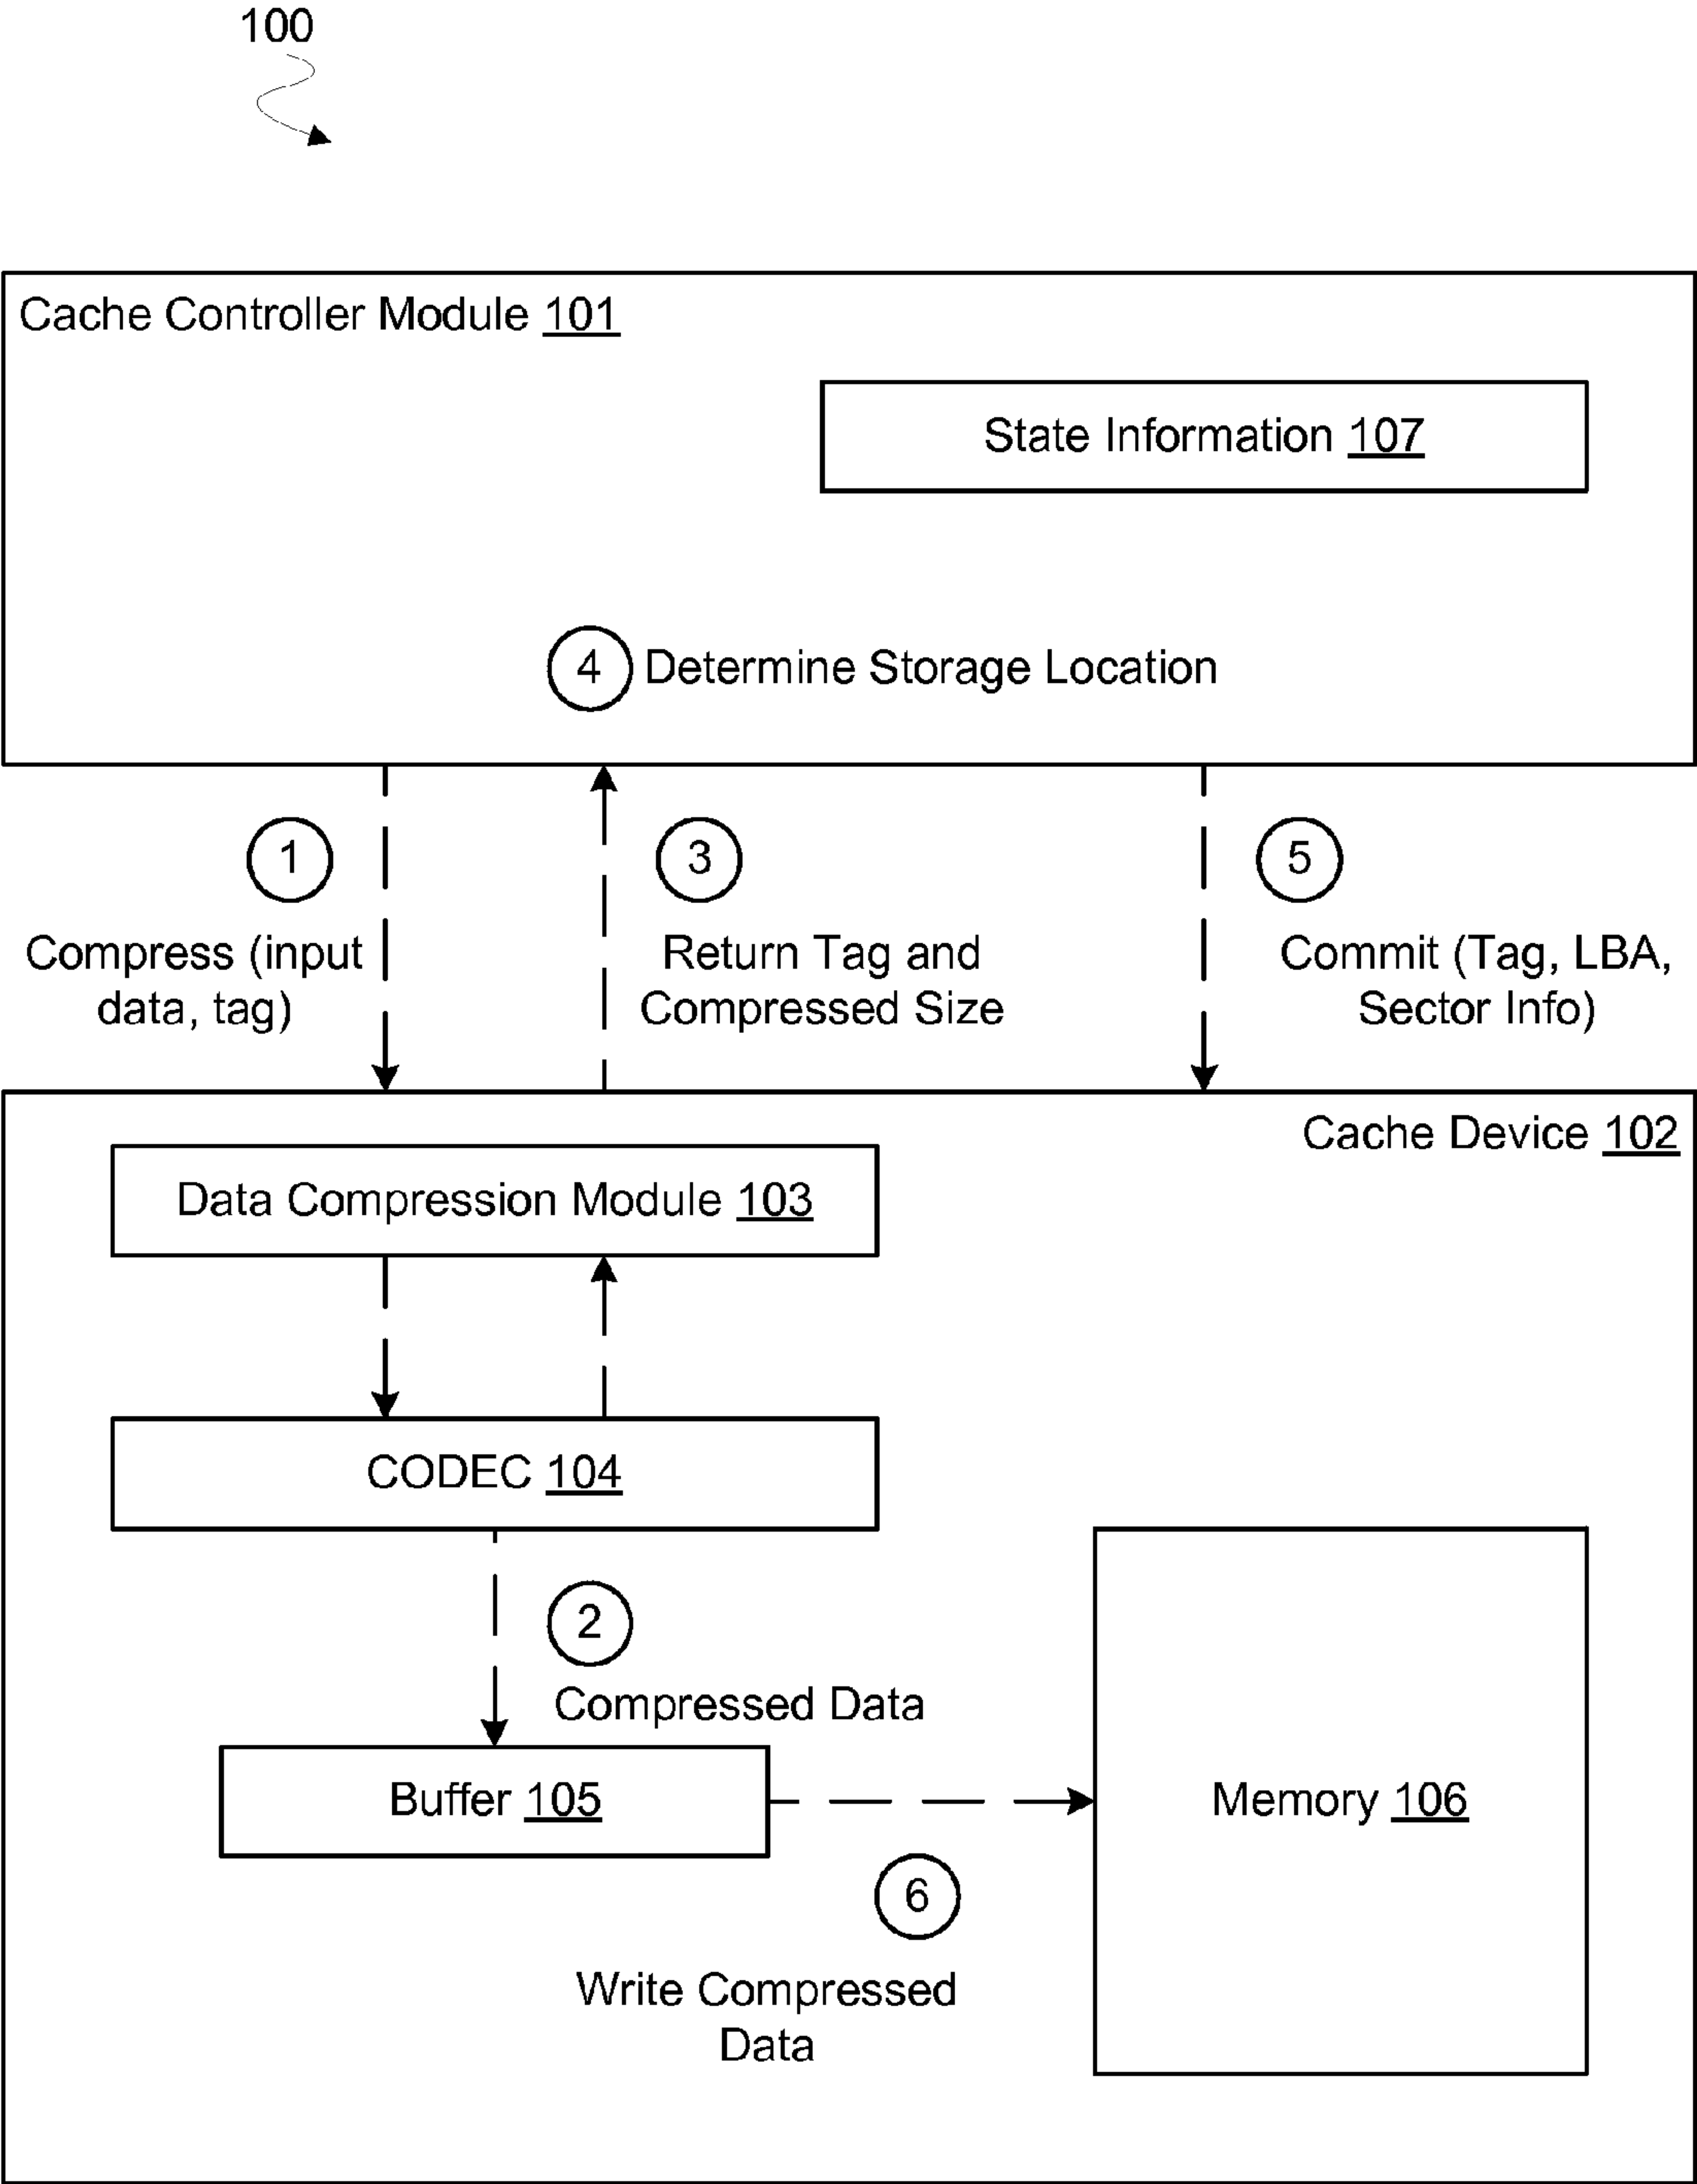 100
Cache Controller Module 101
State Information 107
4 Determine Storage Location
1
Compress (input
data, tag)
3
Return Tag and
Compressed Size
5
Commit (Tag, LBA,
Sector Info)
Cache Device 102
Data Compression Module 103
CODEC 104
2
Compressed Data
Buffer 105
Memory 106
6
Write Compressed
Data